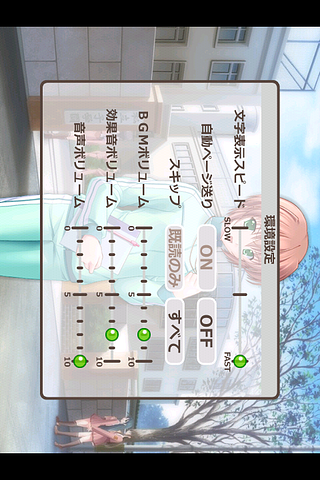 環境設定
文字表示スピード
SLOW FAST
自動ページ送り ON OFF
スキップ 既読のみ すべて
BGMボリューム 0 5 10
効果音ボリューム 0 5 10
音声ボリューム 0 5 10